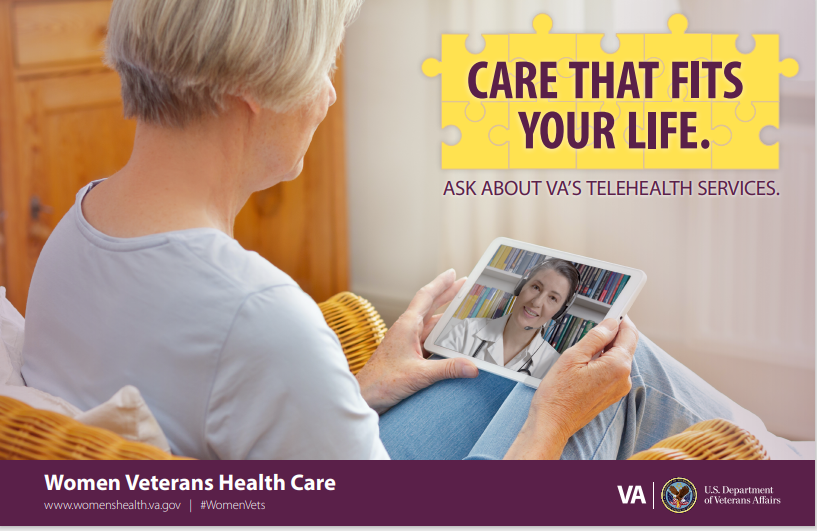 CARE THAT FITS
YOUR LIFE.
ASK ABOUT VA'S TELEHEALTH SERVICES.
Women Veterans Health Care
www.womenshealth.va.gov | #WomenVets
VA
U.S. Department
of Veterans Affairs